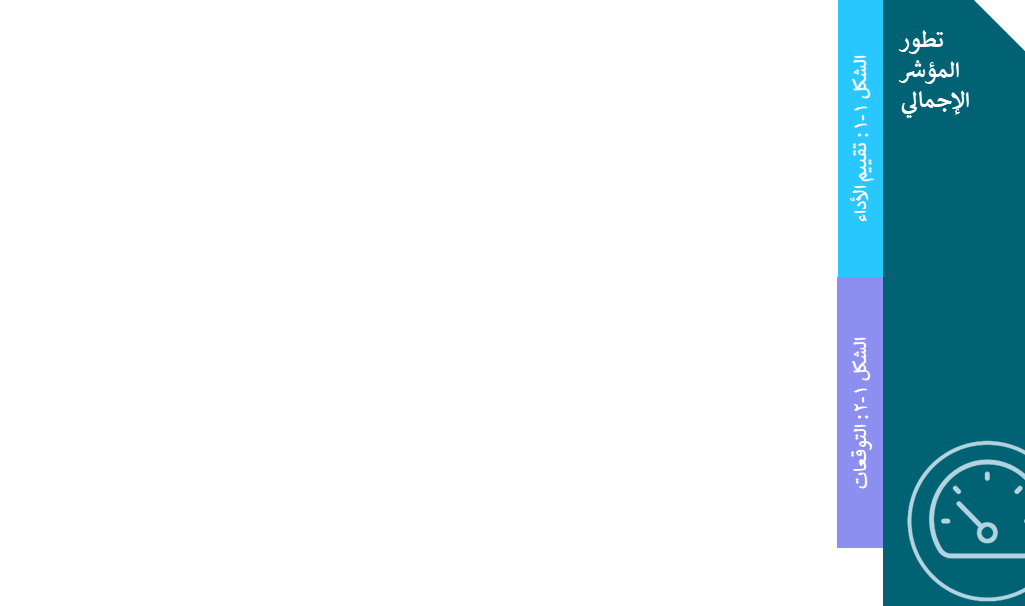 تطور
المؤشر
الإجمالي
الشكل ١-١ : تقييم الأداء
الشكل ١-٢ : التوقعات